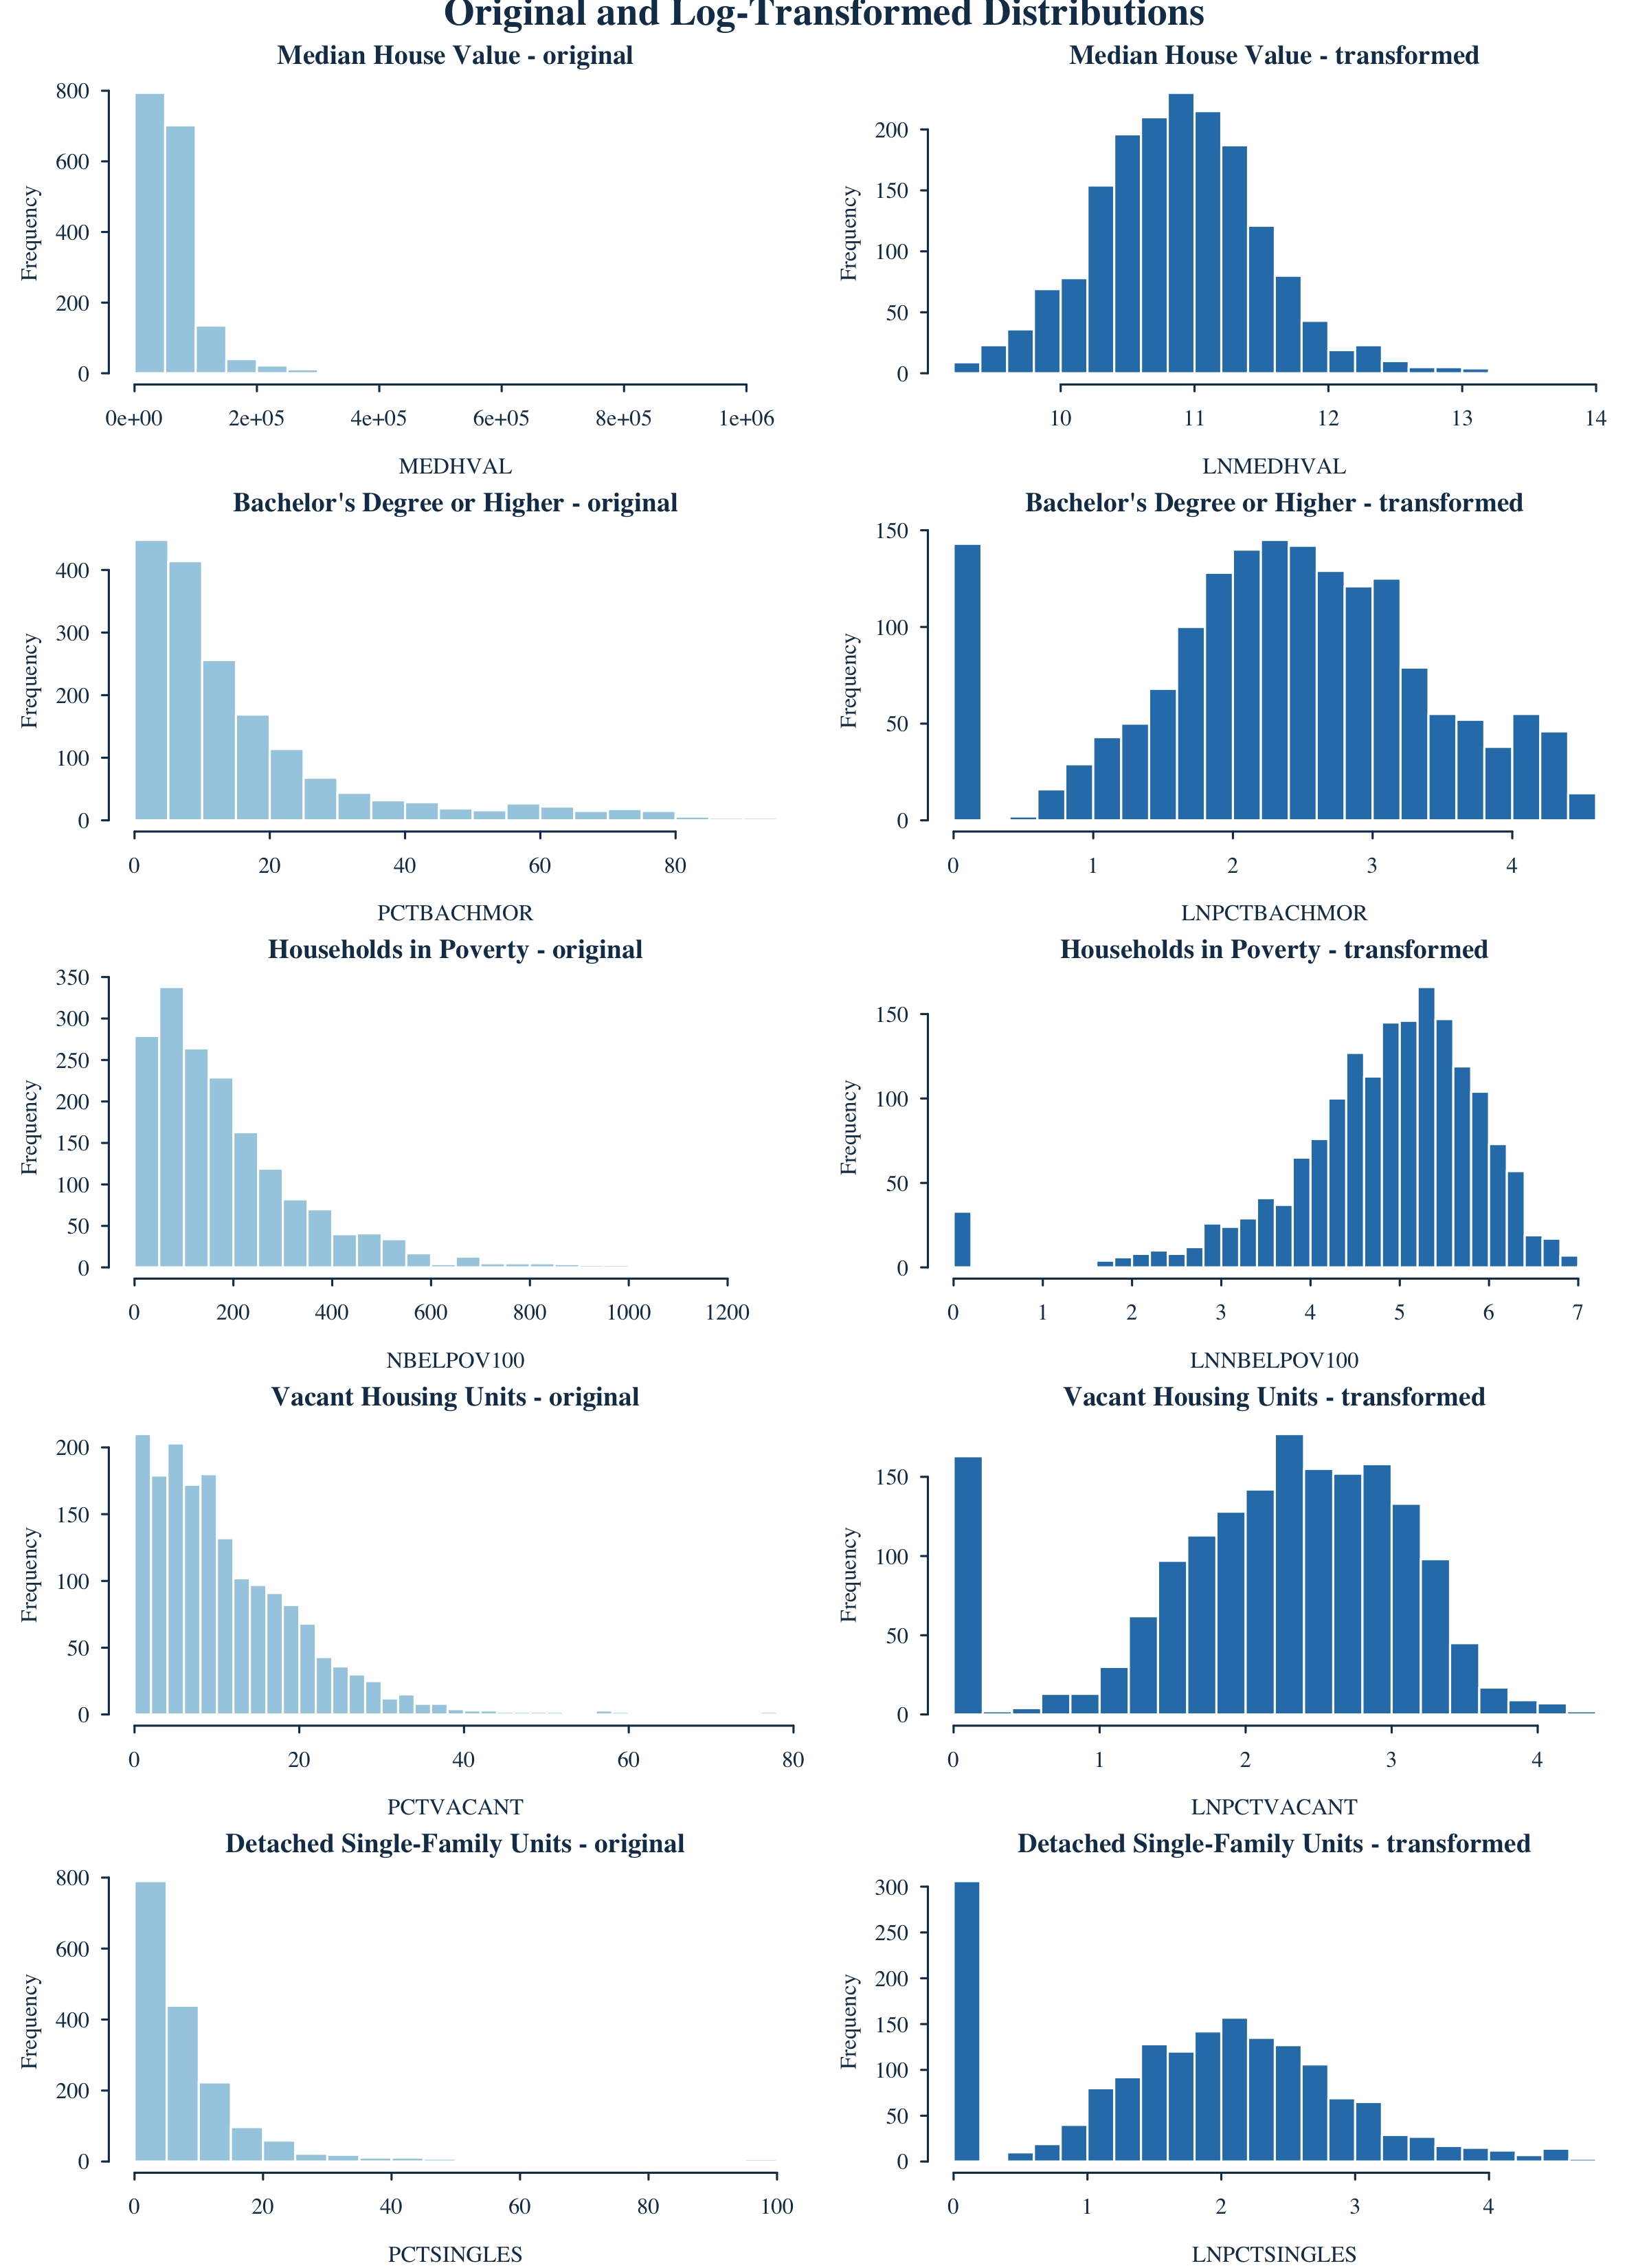 Original and Log-Transformed Distributions
Median House Value - original
Frequency
800
600
400
200
0
0e+00 2e+05 4e+05 6e+05 8e+05 1e+06
MEDHVAL
Median House Value - transformed
Frequency
200
150
100
50
0
10 11 12 13 14
LNMEDHVAL
Bachelor's Degree or Higher - original
Frequency
400
300
200
100
0
0 20 40 60 80
PCTBACHMOR
Bachelor's Degree or Higher - transformed
Frequency
150
100
50
0
0 1 2 3 4
LNPCTBACHMOR
Households in Poverty - original
Frequency
350
300
250
200
150
100
50
0
0 200 400 600 800 1000 1200
NBELPOV100
Households in Poverty - transformed
Frequency
150
100
50
0
0 1 2 3 4 5 6 7
LNNBELPOV100
Vacant Housing Units - original
Frequency
200
150
100
50
0
0 20 40 60 80
PCTVACANT
Vacant Housing Units - transformed
Frequency
150
100
50
0
0 1 2 3 4
LNPCTVACANT
Detached Single-Family Units - original
Frequency
800
600
400
200
0
0 20 40 60 80 100
PCTSINGLES
Detached Single-Family Units - transformed
Frequency
300
250
200
150
100
50
0
0 1 2 3 4
LNPCTSINGLES